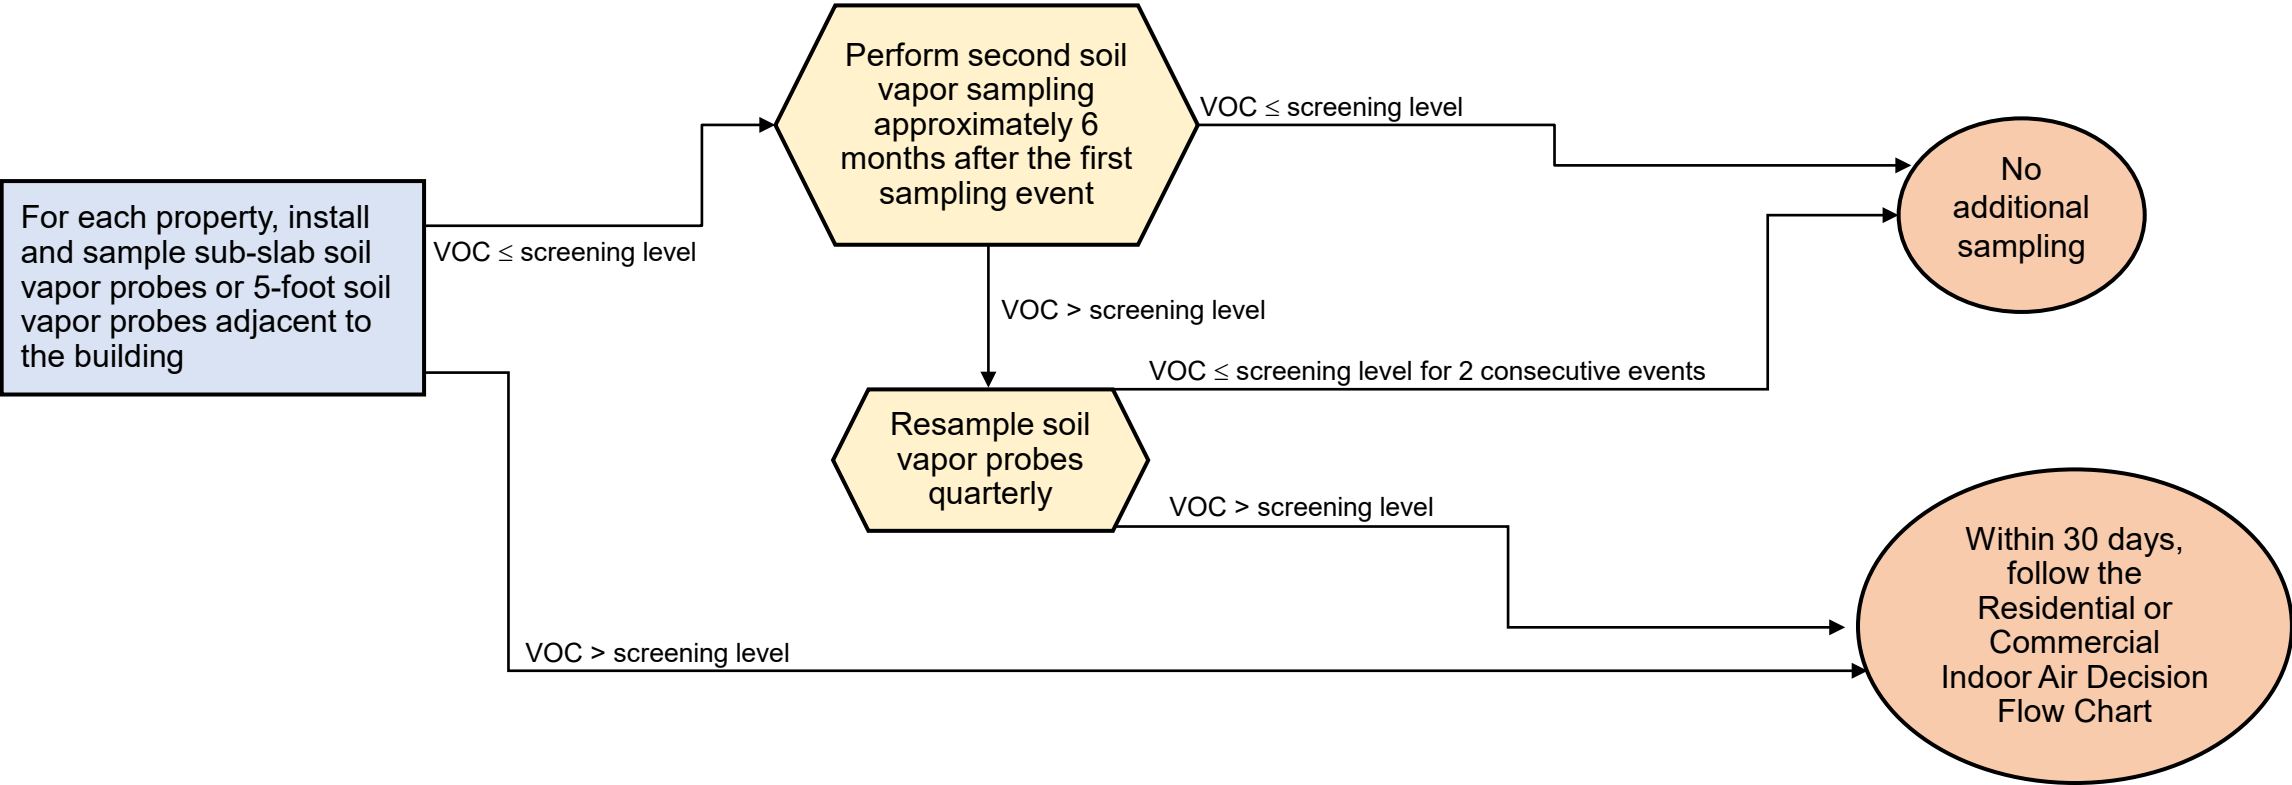 Perform second soil
vapor sampling
approximately 6
months after the first
sampling event
VOC ≤ screening level
No
additional
sampling
For each property, install
and sample sub-slab soil
vapor probes or 5-foot soil
vapor probes adjacent to
the building
VOC ≤ screening level
VOC > screening level
VOC ≤ screening level for 2 consecutive events
Resample soil
vapor probes
quarterly
VOC > screening level
VOC > screening level
Within 30 days,
follow the
Residential or
Commercial
Indoor Air Decision
Flow Chart